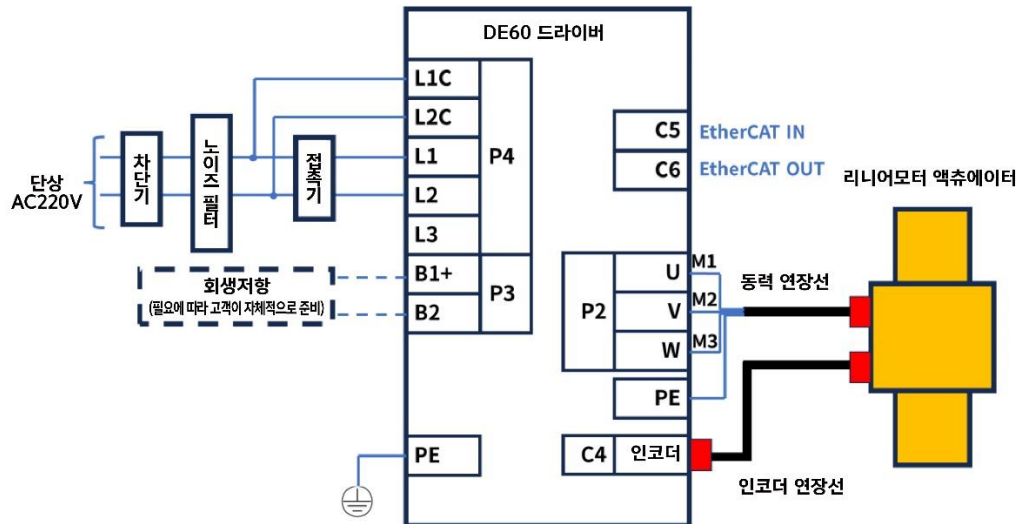 DE60 드라이버
L1C
L2C
L1
L2
L3
P4
B1+
B2
P3
PE
단상
AC220V
차단기
노이즈 필터
접촉기
회생저항
(필요에 따라 고객이 자체적으로 준비)
C5
EtherCAT IN
C6
EtherCAT OUT
P2
U
V
W
M1
M2
M3
PE
C4
인코더
리니어모터 액츄에이터
동력 연장선
인코더 연장선